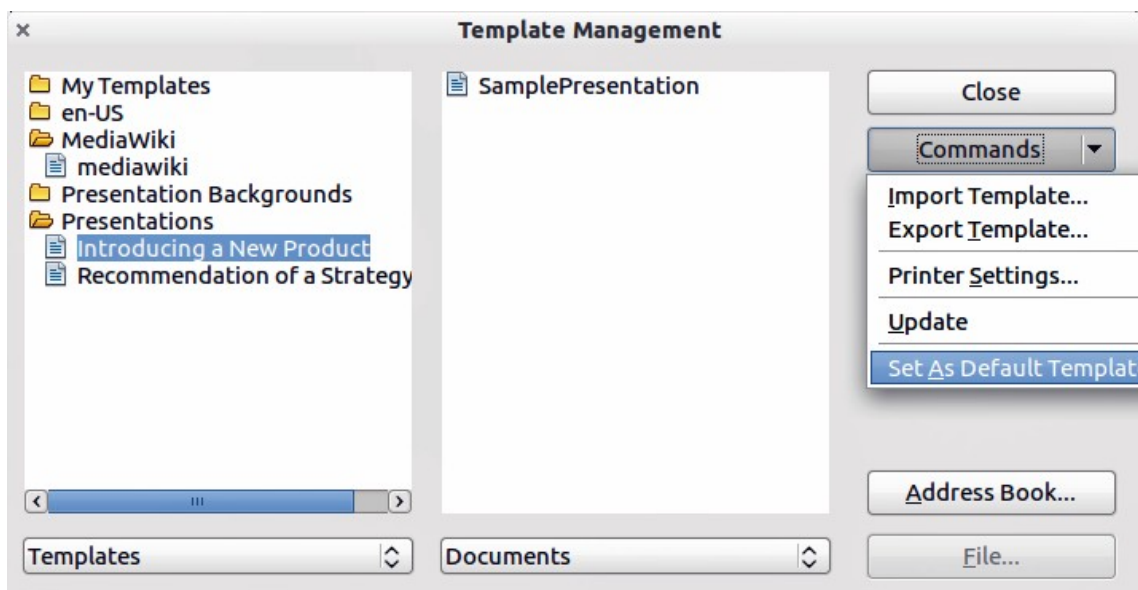 Template Management
My Templates
en-US
MediaWiki
mediawiki
Presentation Backgrounds
Presentations
Introducing a New Product
Recommendation of a Strategy
Templates
SamplePresentation
Documents
Close
Commands
Import Template...
Export Template...
Printer Settings...
Update
Set As Default Templat
Address Book...
File...